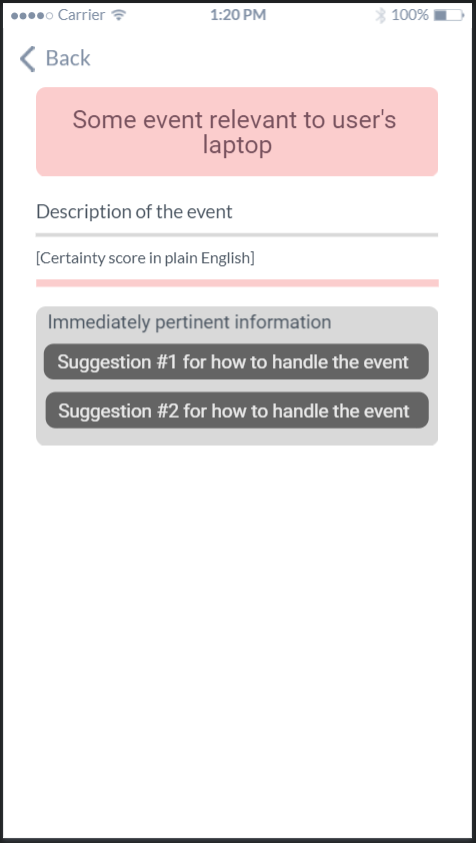 Carrier 1:20 PM 100%
Back
Some event relevant to user's
laptop
Description of the event
[Certainty score in plain English]
Immediately pertinent information
Suggestion #1 for how to handle the event
Suggestion #2 for how to handle the event